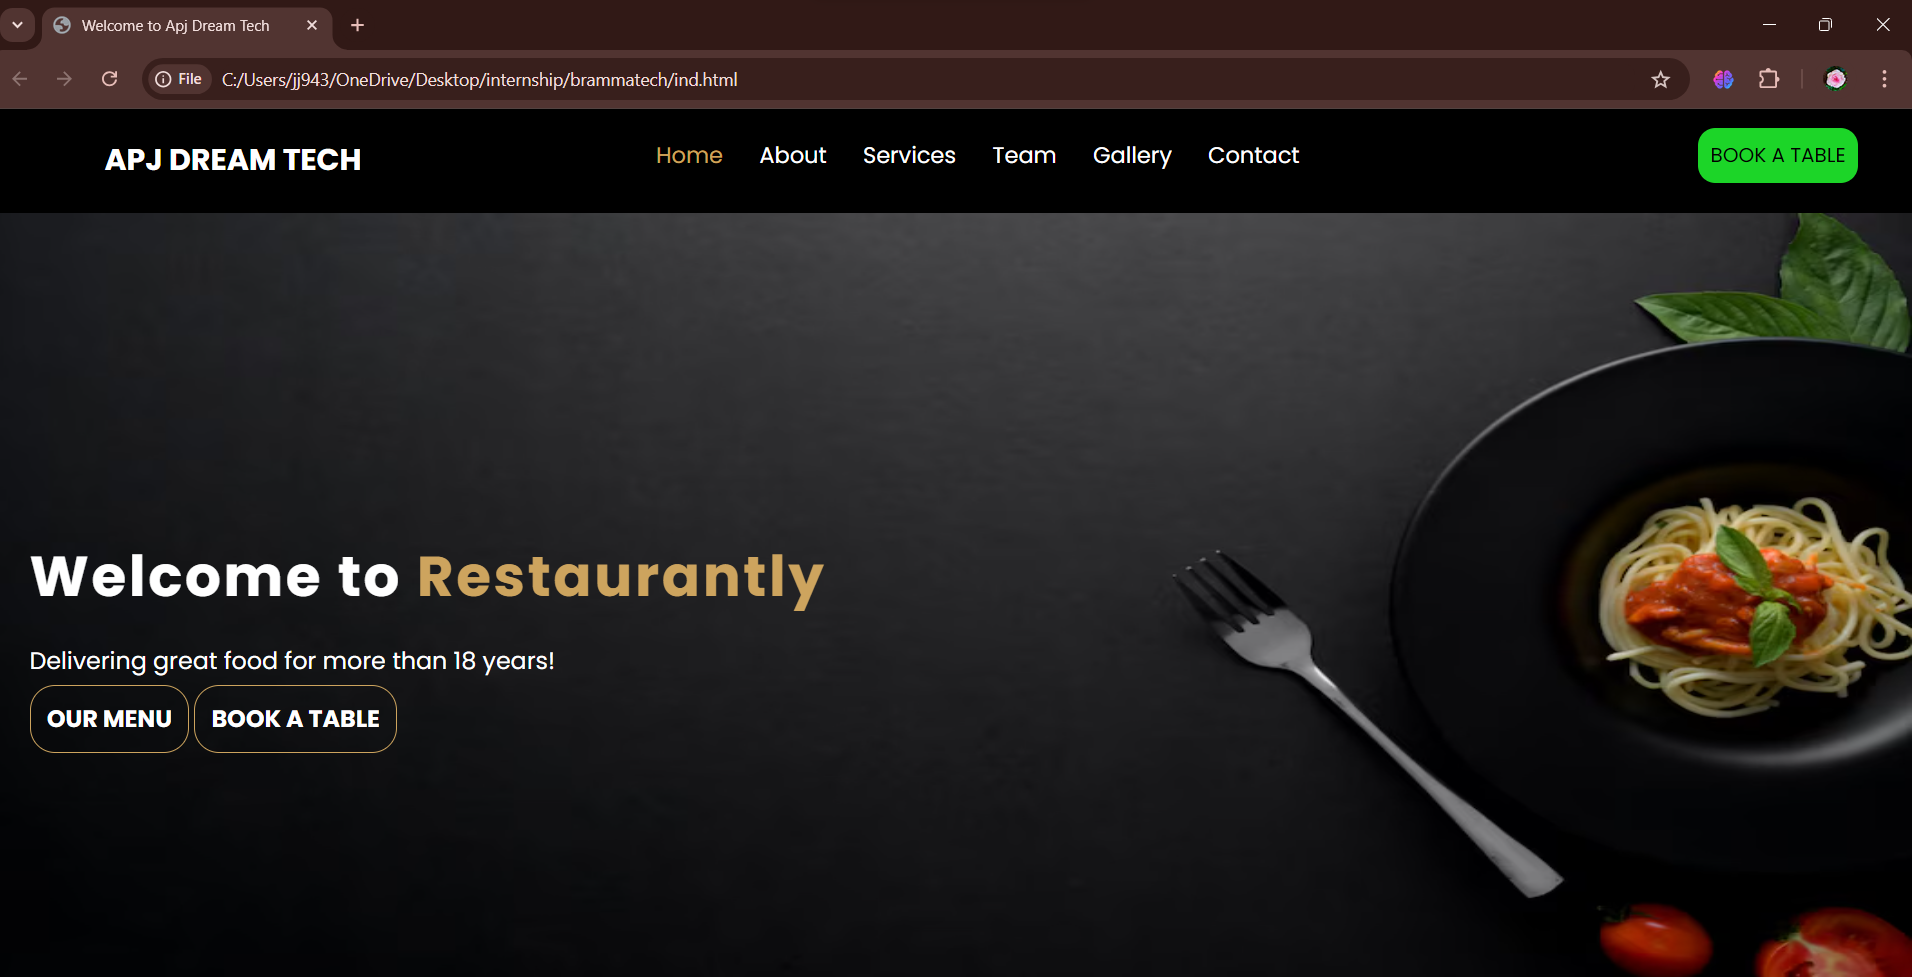 Welcome to Apj Dream Tech
File C:/Users/jj943/OneDrive/Desktop/internship/brammatech/ind.html
APJ DREAM TECH Home About Services Team Gallery Contact BOOK A TABLE
Welcome to Restaurantly
Delivering great food for more than 18 years!
OUR MENU BOOK A TABLE